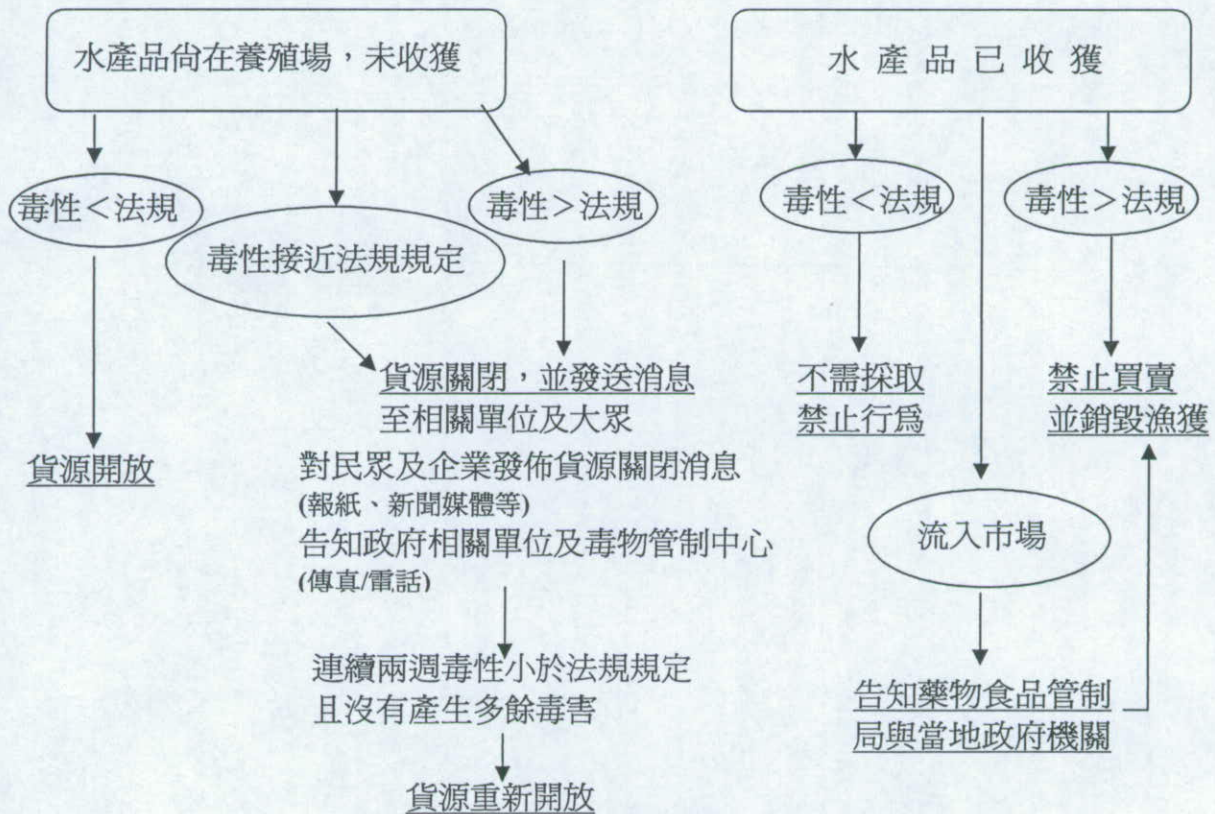 水產品尙在養殖場，未收獲
毒性＜法規
毒性接近法規規定
毒性＞法規
貨源開放
貨源關閉，並發送消息
至相關單位及大眾
對民眾及企業發佈貨源關閉消息
(報紙、新聞媒體等)
告知政府相關單位及毒物管制中心
(傳真/電話)
連續兩週毒性小於法規規定
且沒有產生多餘毒害
貨源重新開放
水產品已收獲
毒性＜法規
毒性＞法規
不需採取
禁止行爲
禁止買賣
並銷毀漁獲
流入市場
告知藥物食品管制
局與當地政府機關